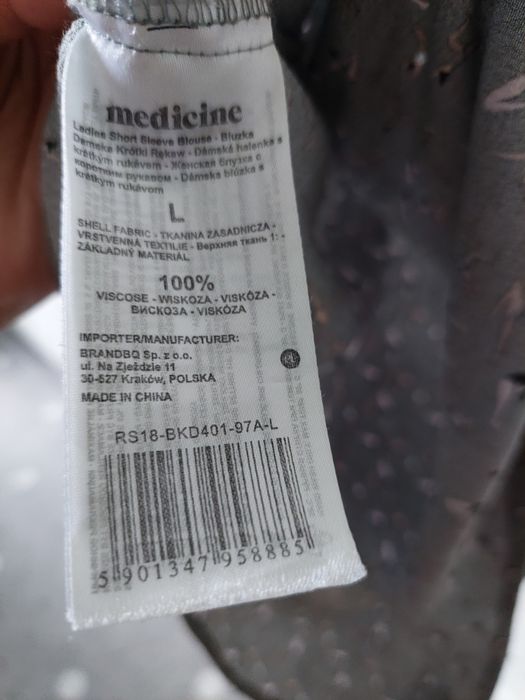 medicine
Ladies Short Sleeve Blouse - Bluzka
Damska Krótki Rękaw - Dámská halenka s
krátkým rukávem - Женская блузка с
коротким рукавом - Dámska blúzka s
krátkym rukávom
L
SHELL FABRIC - TKANINA ZASADNICZA -
VRSTVENNÁ TEXTILIE - Верхняя ткань 1: -
ZÁKLADNÝ MATERIÁL
100%
VISCOSE - WISKOZA - VISKÓZA -
ВИСКОЗА - VISKÓZA
IMPORTER/MANUFACTURER:
BRANDBQ Sp. z o.o.
ul. Na Zjeździe 11
30-527 Kraków, POLSKA
MADE IN CHINA
RS18-BKD401-97A-L
5 901347 958885